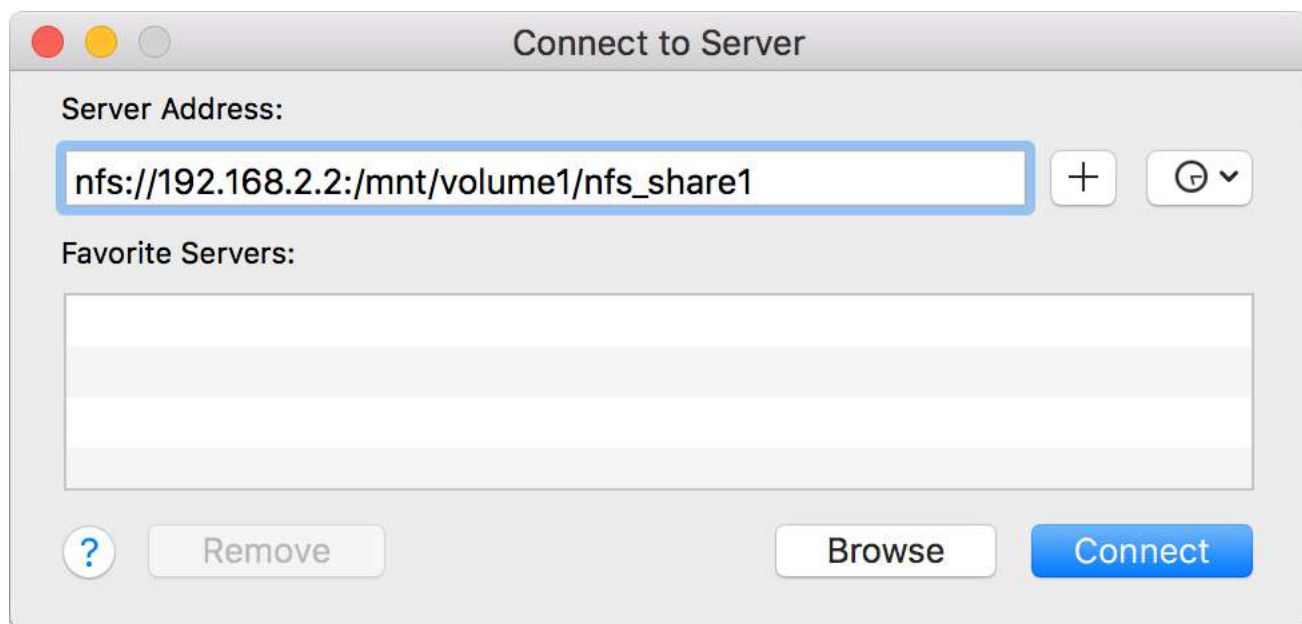 Connect to Server
Server Address:
nfs://192.168.2.2:/mnt/volume1/nfs_share1
Favorite Servers:
? Remove Browse Connect